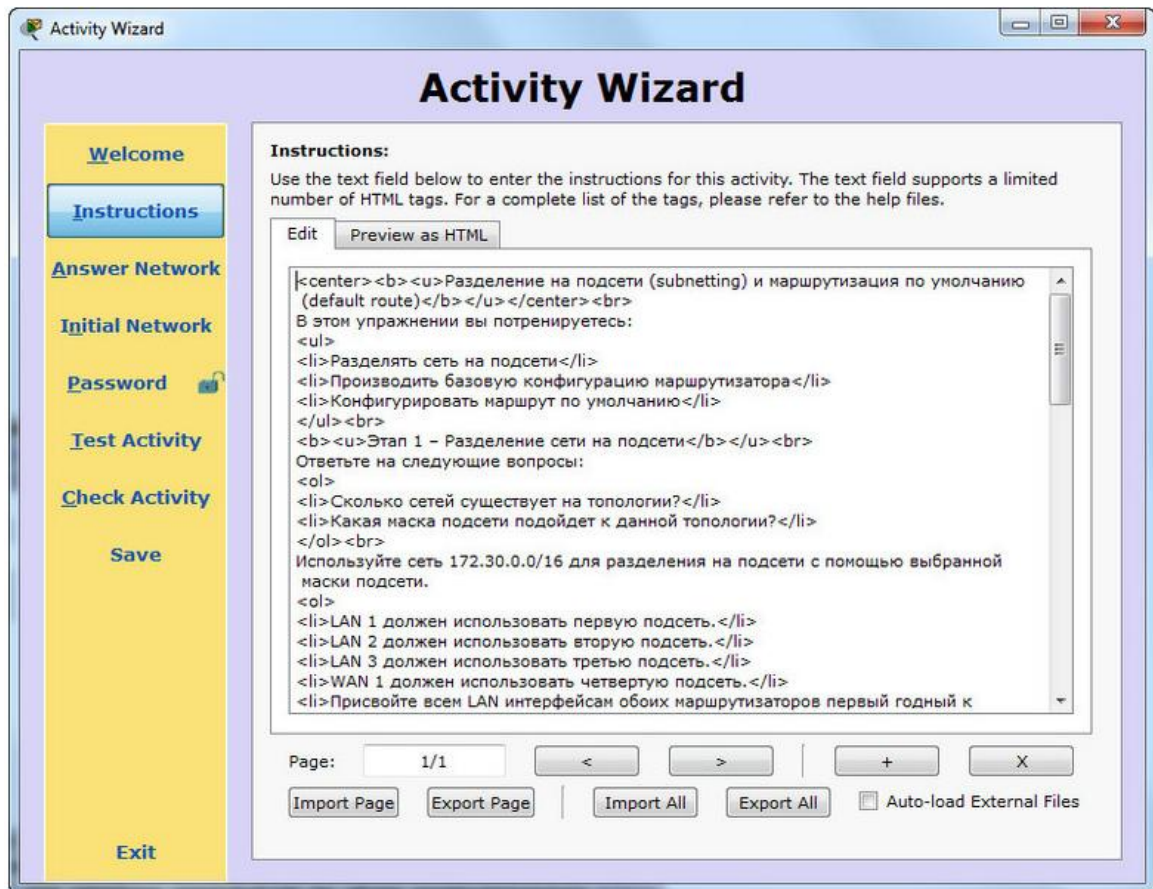 Activity Wizard
Activity Wizard
Welcome
Instructions
Answer Network
Initial Network
Password
Test Activity
Check Activity
Save
Exit
Instructions:
Use the text field below to enter the instructions for this activity. The text field supports a limited
number of HTML tags. For a complete list of the tags, please refer to the help files.
Edit
Preview as HTML
<center><b><u>Разделение на подсети (subnetting) и маршрутизация по умолчанию
(default route)</b></u></center><br>
В этом упражнении вы потренируетесь:
<ul>
<li>Разделять сеть на подсети</li>
<li>Производить базовую конфигурацию маршрутизатора</li>
<li>Конфигурировать маршрут по умолчанию</li>
</ul><br>
<b><u>Этап 1 – Разделение сети на подсети</b></u><br>
Ответьте на следующие вопросы:
<ol>
<li>Сколько сетей существует на топологии?</li>
<li>Какая маска подсети подойдет к данной топологии?</li>
</ol><br>
Используйте сеть 172.30.0.0/16 для разделения на подсети с помощью выбранной
маски подсети.
<ol>
<li>LAN 1 должен использовать первую подсеть.</li>
<li>LAN 2 должен использовать вторую подсеть.</li>
<li>LAN 3 должен использовать третью подсеть.</li>
<li>WAN 1 должен использовать четвертую подсеть.</li>
<li>Присвойте всем LAN интерфейсам обоих маршрутизаторов первый годный к
Page: 1/1 < > + X
Import Page Export Page Import All Export All Auto-load External Files